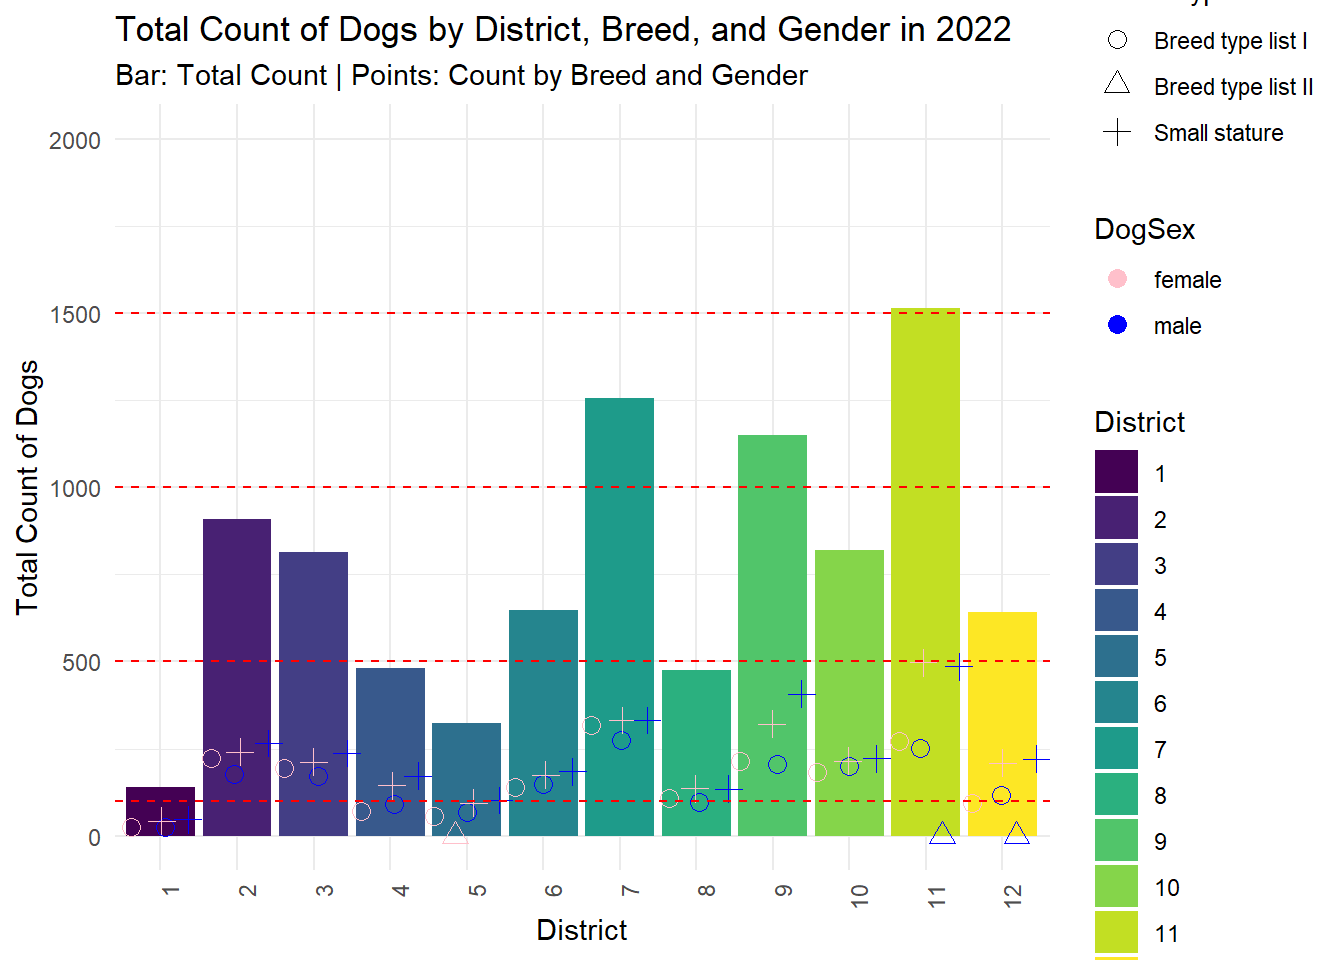 Total Count of Dogs by District, Breed, and Gender in 2022
Bar: Total Count | Points: Count by Breed and Gender
2000
1500
1000
500
0
Total Count of Dogs
1
2
3
4
5
6
7
8
9
10
11
12
District
Breed type list I
Breed type list II
Small stature
DogSex
female
male
District
1
2
3
4
5
6
7
8
9
10
11